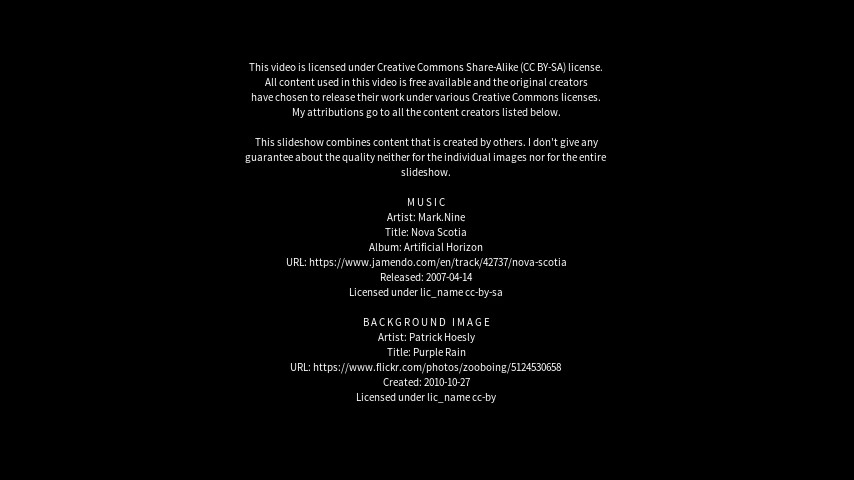 This video is licensed under Creative Commons Share-Alike (CC BY-SA) license.
All content used in this video is free available and the original creators
have chosen to release their work under various Creative Commons licenses.
My attributions go to all the content creators listed below.
This slideshow combines content that is created by others. I don't give any
guarantee about the quality neither for the individual images nor for the entire
slideshow.
MUSIC
Artist: Mark.Nine
Title: Nova Scotia
Album: Artificial Horizon
URL: https://www.jamendo.com/en/track/42737/nova-scotia
Released: 2007-04-14
Licensed under lic_name cc-by-sa
BACKGROUND IMAGE
Artist: Patrick Hoesly
Title: Purple Rain
URL: https://www.flickr.com/photos/zooboing/5124530658
Created: 2010-10-27
Licensed under lic_name cc-by